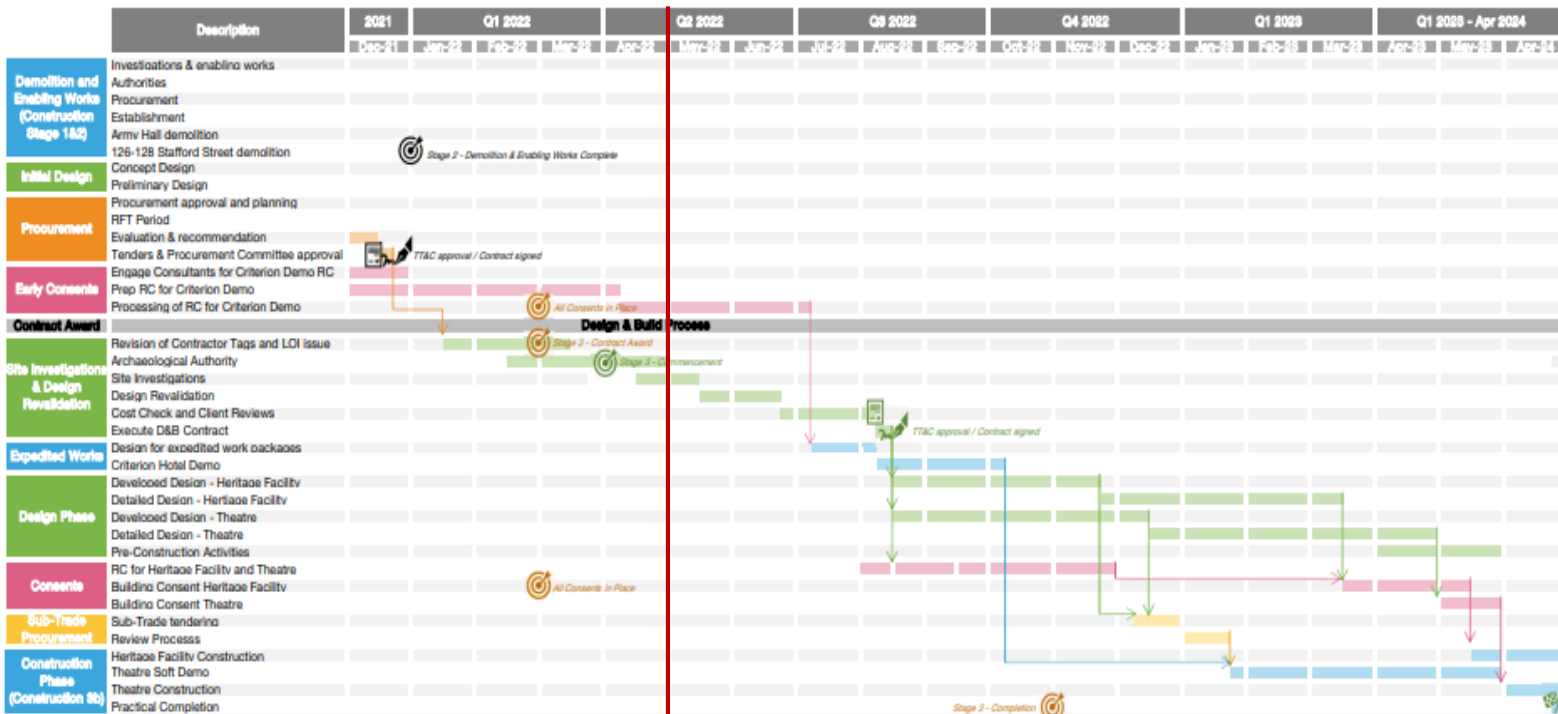 Description
2021 Q1 2022 Q2 2022 Q3 2022 Q4 2022 Q1 2023 Q1 2023 - Apr 2024
Dec-21 Jan-22 Feb-22 Mar-22 Apr-22 May-22 Jun-22 Jul-22 Aug-22 Sep-22 Oct-22 Nov-22 Dec-22 Jan-23 Feb-23 Mar-23 Apr-23 May-23 Apr-24
Demolition and
Enabling Works
(Construction
Stage 1&2)
Investigations & enabling works
Authorities
Procurement
Establishment
Army Hall demolition
126-128 Stafford Street demolition
Stage 2 - Demolition & Enabling Works Complete
Initial Design
Concept Design
Preliminary Design
Procurement
Procurement approval and planning
RFT Period
Evaluation & recommendation
Tenders & Procurement Committee approval
TT&C approval / Contract signed
Early Consents
Engage Consultants for Criterion Demo RC
Prep RC for Criterion Demo
Processing of RC for Criterion Demo
All Consents in Place
Contract Award
Design & Build Process
Site Investigations
& Design
Revalidation
Revision of Contractor Tags and LOI issue
Stage 3 - Contract Award
Archaeological Authority
Stage 3 - Commencement
Site Investigations
Design Revalidation
Cost Check and Client Reviews
Execute D&B Contract
TT&C approval / Contract signed
Expedited Works
Design for expedited work packages
Criterion Hotel Demo
Design Phase
Developed Design - Heritage Facility
Detailed Design - Heritage Facility
Developed Design - Theatre
Detailed Design - Theatre
Pre-Construction Activities
Consents
RC for Heritage Facility and Theatre
Building Consent Heritage Facility
All Consents in Place
Building Consent Theatre
Sub-Trade
Procurement
Sub-Trade tendering
Review Processs
Construction
Phase
(Construction 3b)
Heritage Facility Construction
Theatre Soft Demo
Theatre Construction
Practical Completion
Stage 3 - Completion